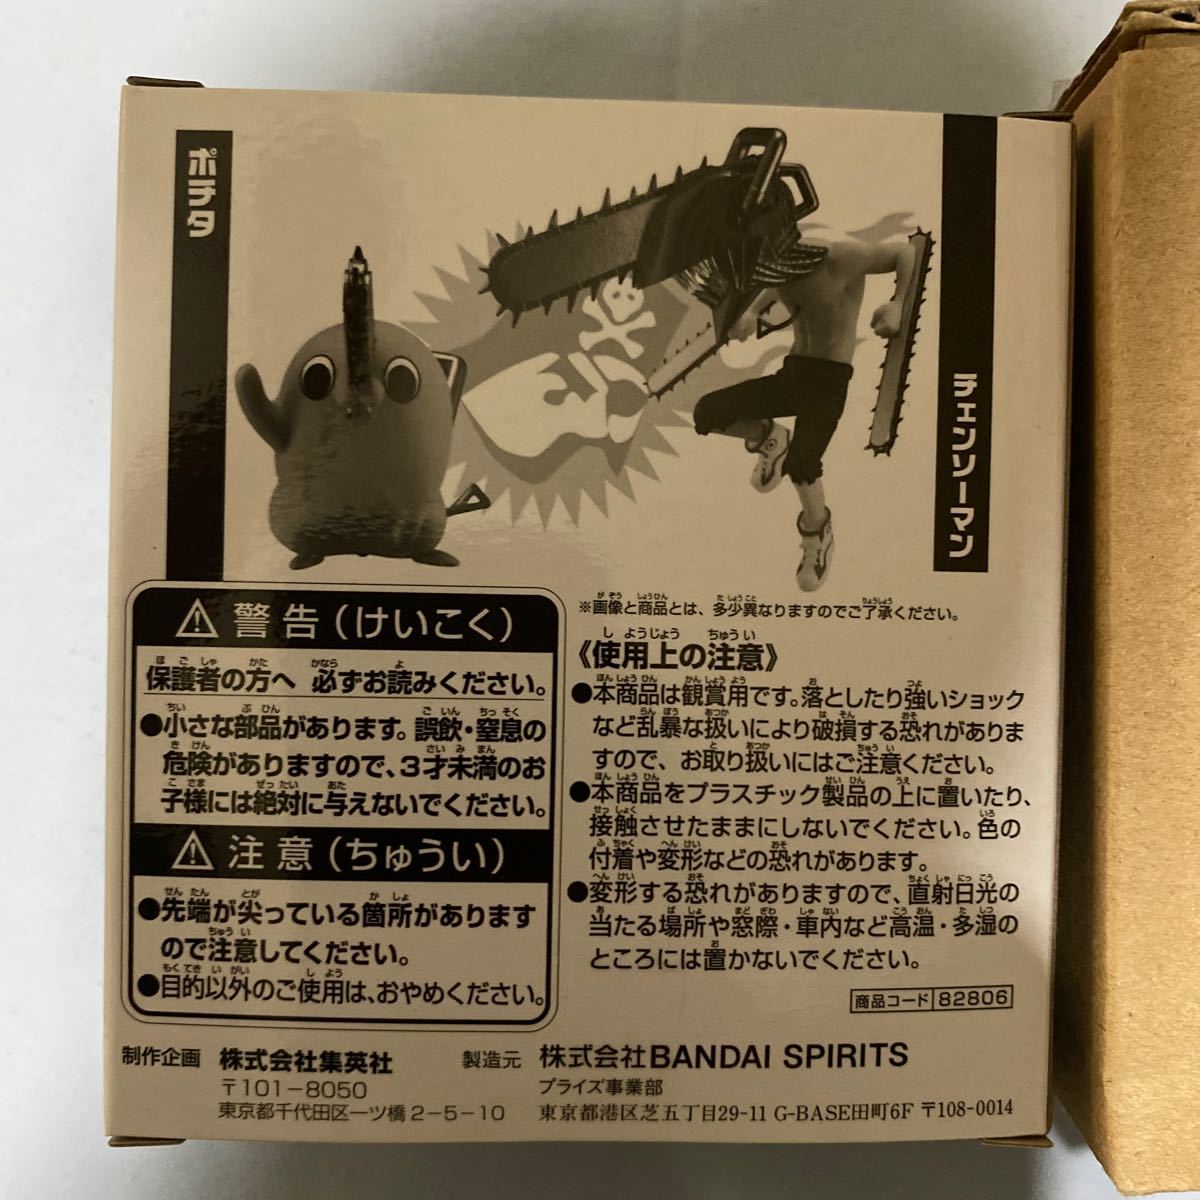 ポチタ
チェンソーマン
※画像と商品とは、多少異なりますのでご了承ください。
警告(けいこく)
保護者の方へ 必ずお読みください。
●小さな部品があります。誤飲・窒息の
危険がありますので、3才未満のお
子様には絶対に与えないでください。
注意(ちゅうい)
●先端が尖っている箇所があります
ので注意してください。
●目的以外のご使用は、おやめください。
《使用上の注意》
●本商品は観賞用です。落としたり強いショック
など乱暴な扱いにより破損する恐れがありま
すので、お取り扱いにはご注意ください。
●本商品をプラスチック製品の上に置いたり、
接触させたままにしないでください。色の
付着や変形などの恐れがあります。
●変形する恐れがありますので、直射日光の
当たる場所や窓際・車内など高温・多湿の
ところには置かないでください。
商品コード 82806
制作企画 株式会社集英社
〒101-8050
東京都千代田区一ツ橋2-5-10
製造元 株式会社BANDAI SPIRITS
プライズ事業部
東京都港区芝五丁目29-11 G-BASE田町6F 〒108-0014